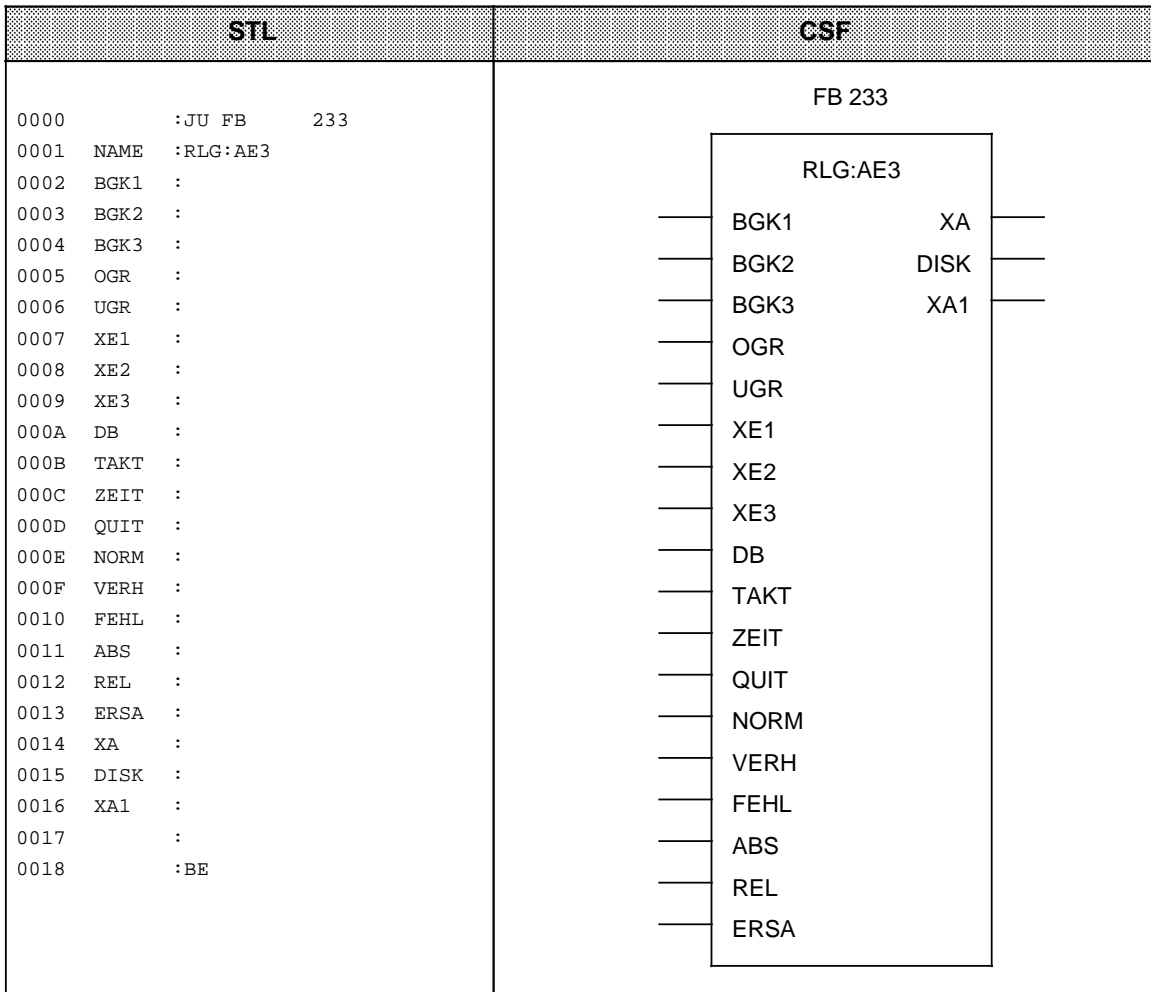 STL
CSF
0000 :JU FB 233
0001 NAME :RLG:AE3
0002 BGK1 :
0003 BGK2 :
0004 BGK3 :
0005 OGR :
0006 UGR :
0007 XE1 :
0008 XE2 :
0009 XE3 :
000A DB :
000B TAKT :
000C ZEIT :
000D QUIT :
000E NORM :
000F VERH :
0010 FEHL :
0011 ABS :
0012 REL :
0013 ERSA :
0014 XA :
0015 DISK :
0016 XA1 :
0017 :
0018 :BE
FB 233
RLG:AE3
BGK1 XA
BGK2 DISK
BGK3 XA1
OGR
UGR
XE1
XE2
XE3
DB
TAKT
ZEIT
QUIT
NORM
VERH
FEHL
ABS
REL
ERSA